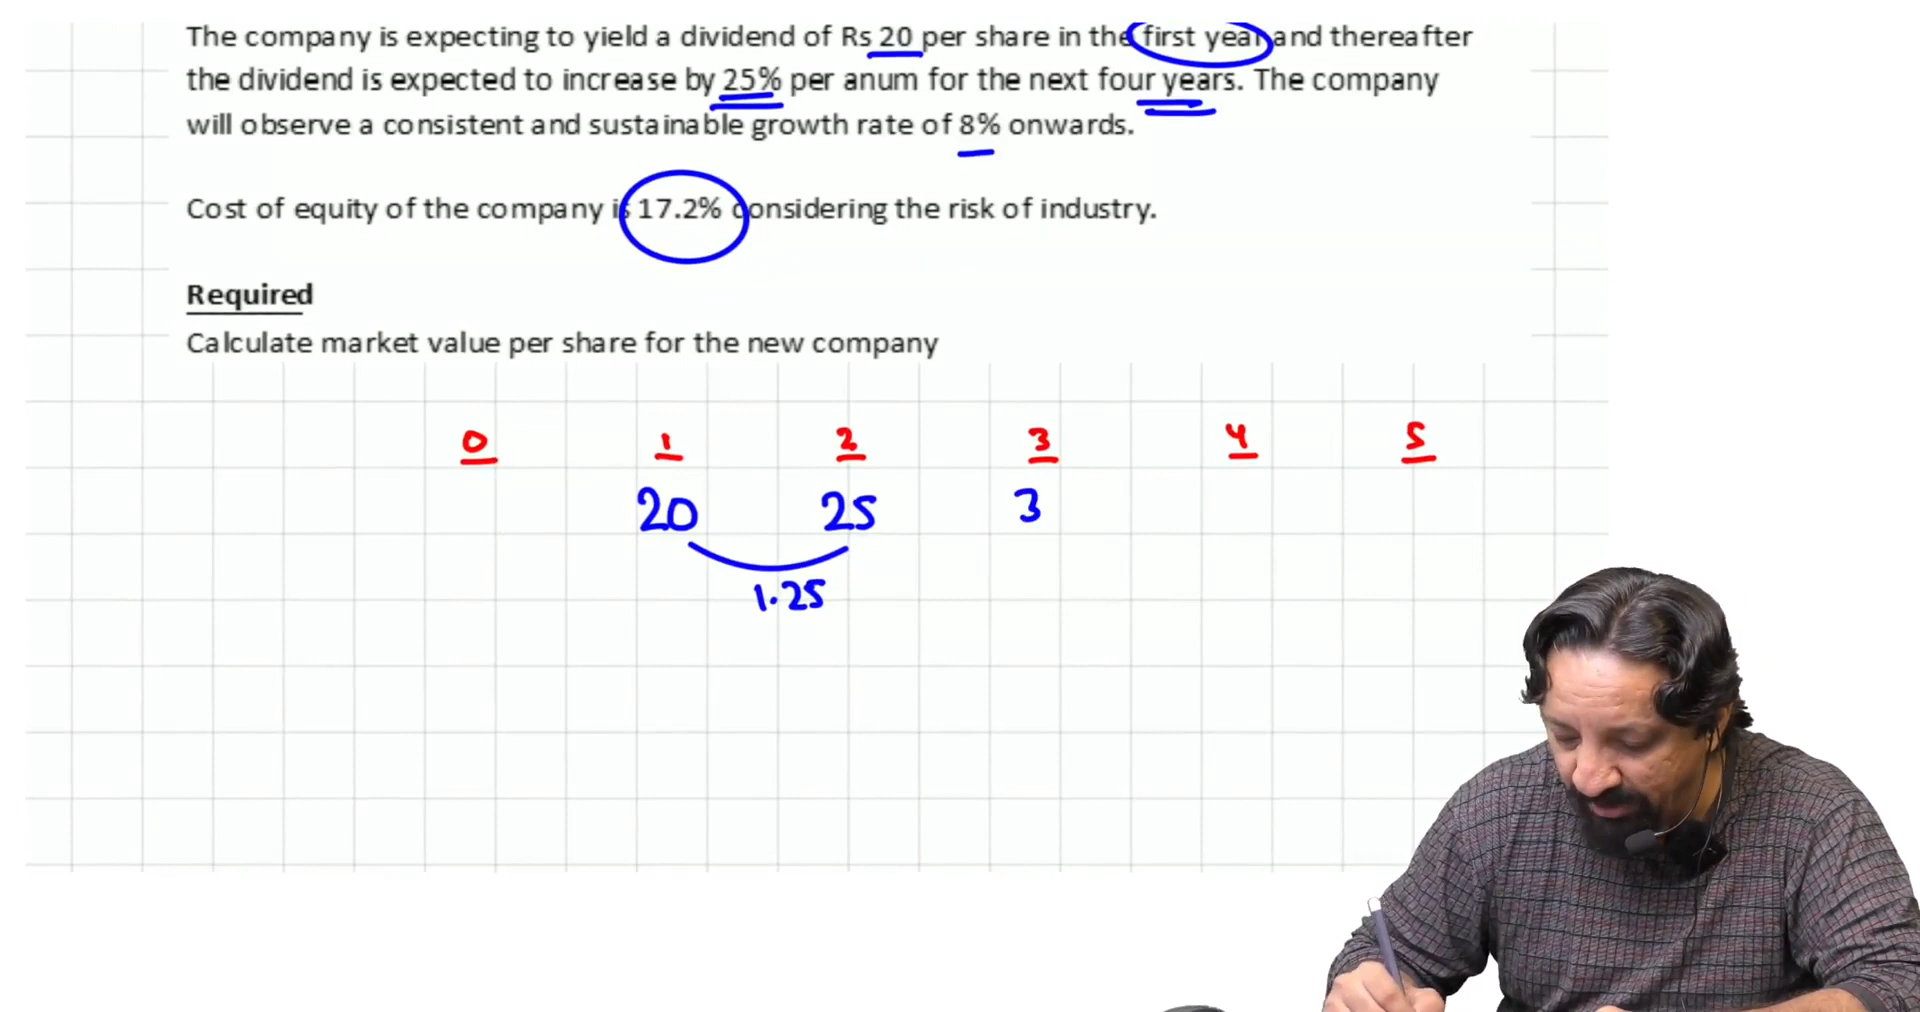 The company is expecting to yield a dividend of Rs 20 per share in the first year and thereafter
the dividend is expected to increase by 25% per anum for the next four years. The company
will observe a consistent and sustainable growth rate of 8% onwards.
Cost of equity of the company is 17.2% considering the risk of industry.
Required
Calculate market value per share for the new company
0 1 2 3 4 5
20 25 3
1.25